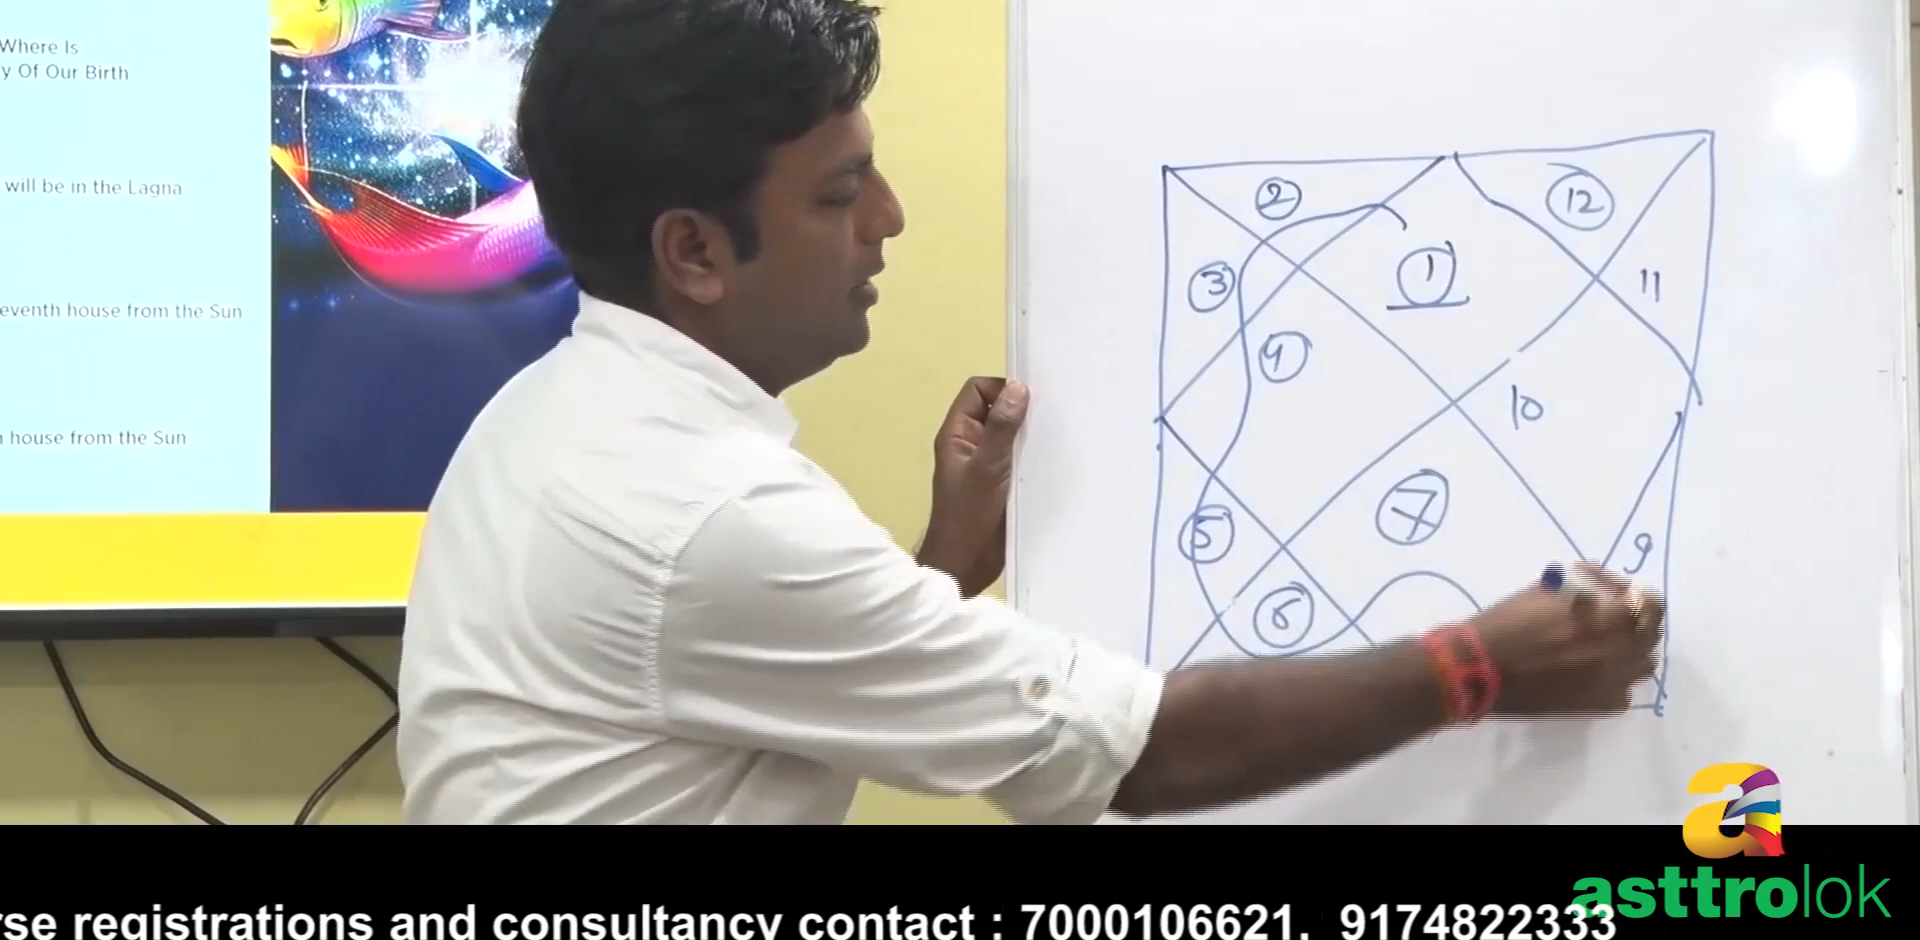 Where Is
y Of Our Birth
will be in the Lagna
eventh house from the Sun
house from the Sun
2
12
3
1
11
4
10
7
5
9
6
asttrolok
rse registrations and consultancy contact : 7000106621, 9174822333